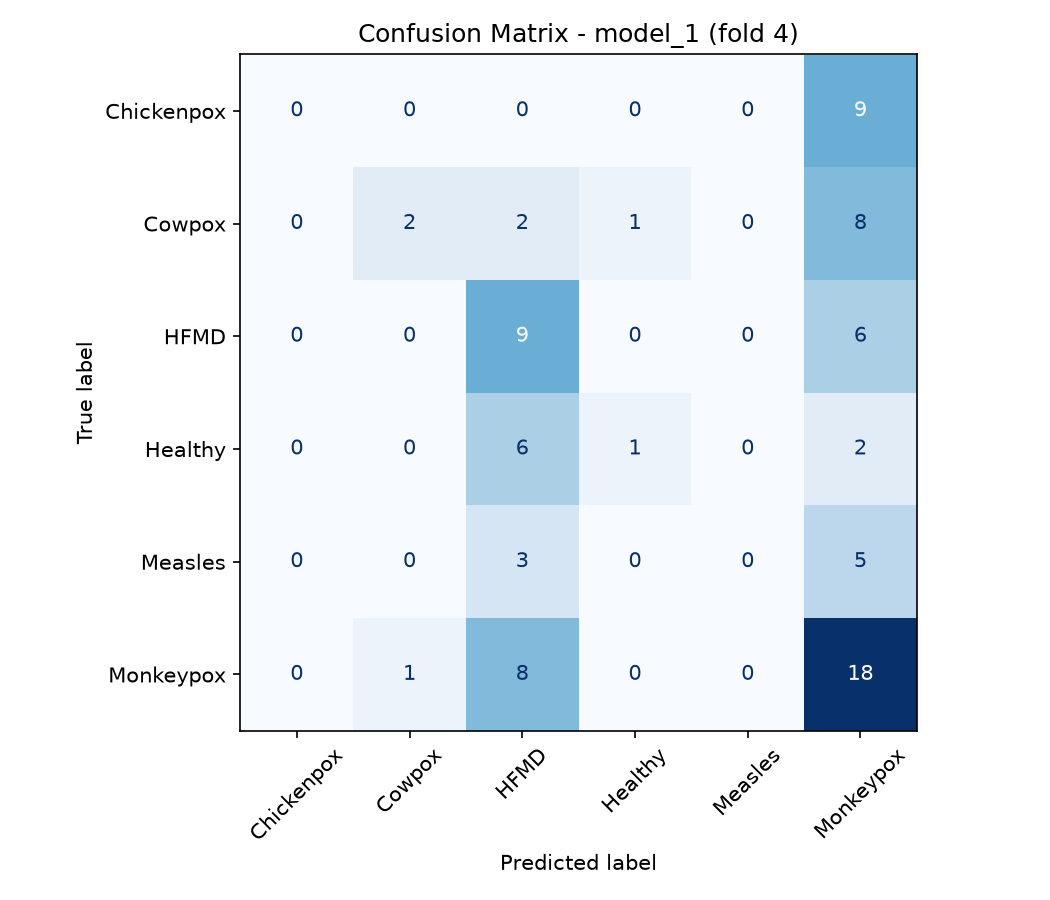 Confusion Matrix - model_1 (fold 4)
Chickenpox 0 0 0 0 0 9
Cowpox 0 2 2 1 0 8
HFMD 0 0 9 0 0 6
Healthy 0 0 6 1 0 2
Measles 0 0 3 0 0 5
Monkeypox 0 1 8 0 0 18
True label
Chickenpox Cowpox HFMD Healthy Measles Monkeypox
Predicted label